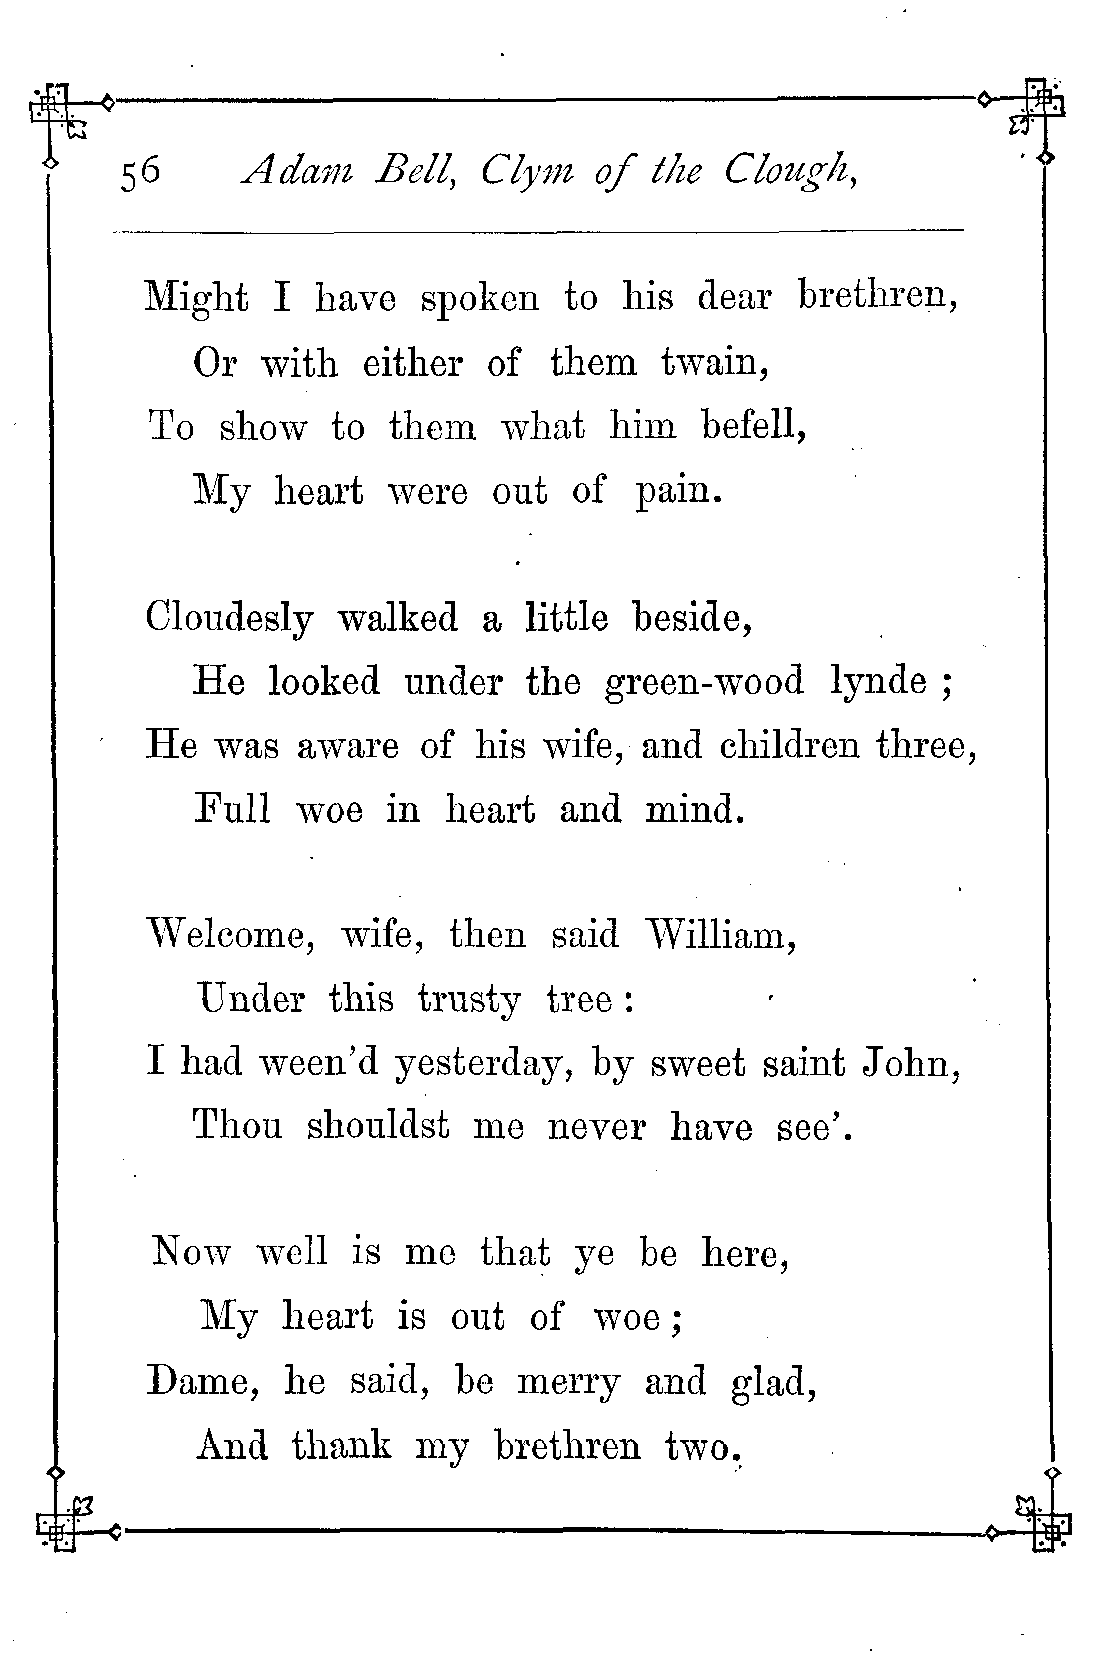 56 Adam Bell, Clym of the Clough,
Might I have spoken to his dear brethren,
Or with either of them twain,
To show to them what him befell,
My heart were out of pain.
Cloudesly walked a little beside,
He looked under the green-wood lynde ;
He was aware of his wife, and children three,
Full woe in heart and mind.
Welcome, wife, then said William,
Under this trusty tree :
I had ween'd yesterday, by sweet saint John,
Thou shouldst me never have see'.
Now well is me that ye be here,
My heart is out of woe ;
Dame, he said, be merry and glad,
And thank my brethren two.